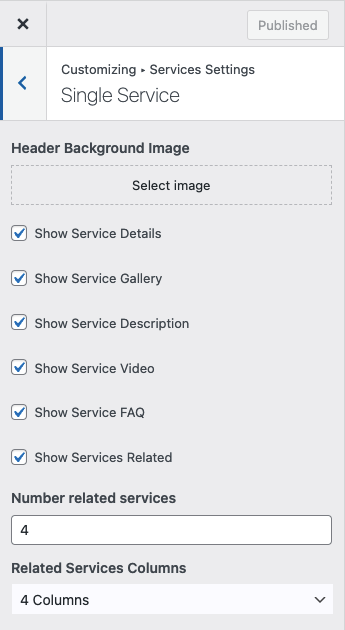 Published
Customizing ▸ Services Settings
Single Service
Header Background Image
Select image
Show Service Details
Show Service Gallery
Show Service Description
Show Service Video
Show Service FAQ
Show Services Related
Number related services
4
Related Services Columns
4 Columns